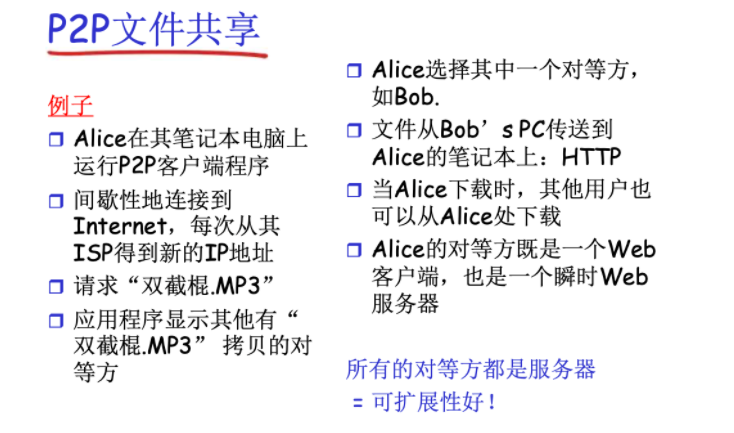 P2P文件共享
例子
Alice在其笔记本电脑上
运行P2P客户端程序
间歇性地连接到
Internet，每次从其
ISP得到新的IP地址
请求“双截棍.MP3”
应用程序显示其他有“
双截棍.MP3” 拷贝的对
等方
Alice选择其中一个对等方，
如Bob.
文件从Bob’s PC传送到
Alice的笔记本上：HTTP
当Alice下载时，其他用户也
可以从Alice处下载
Alice的对等方既是一个Web
客户端，也是一个瞬时Web
服务器
所有的对等方都是服务器
= 可扩展性好！